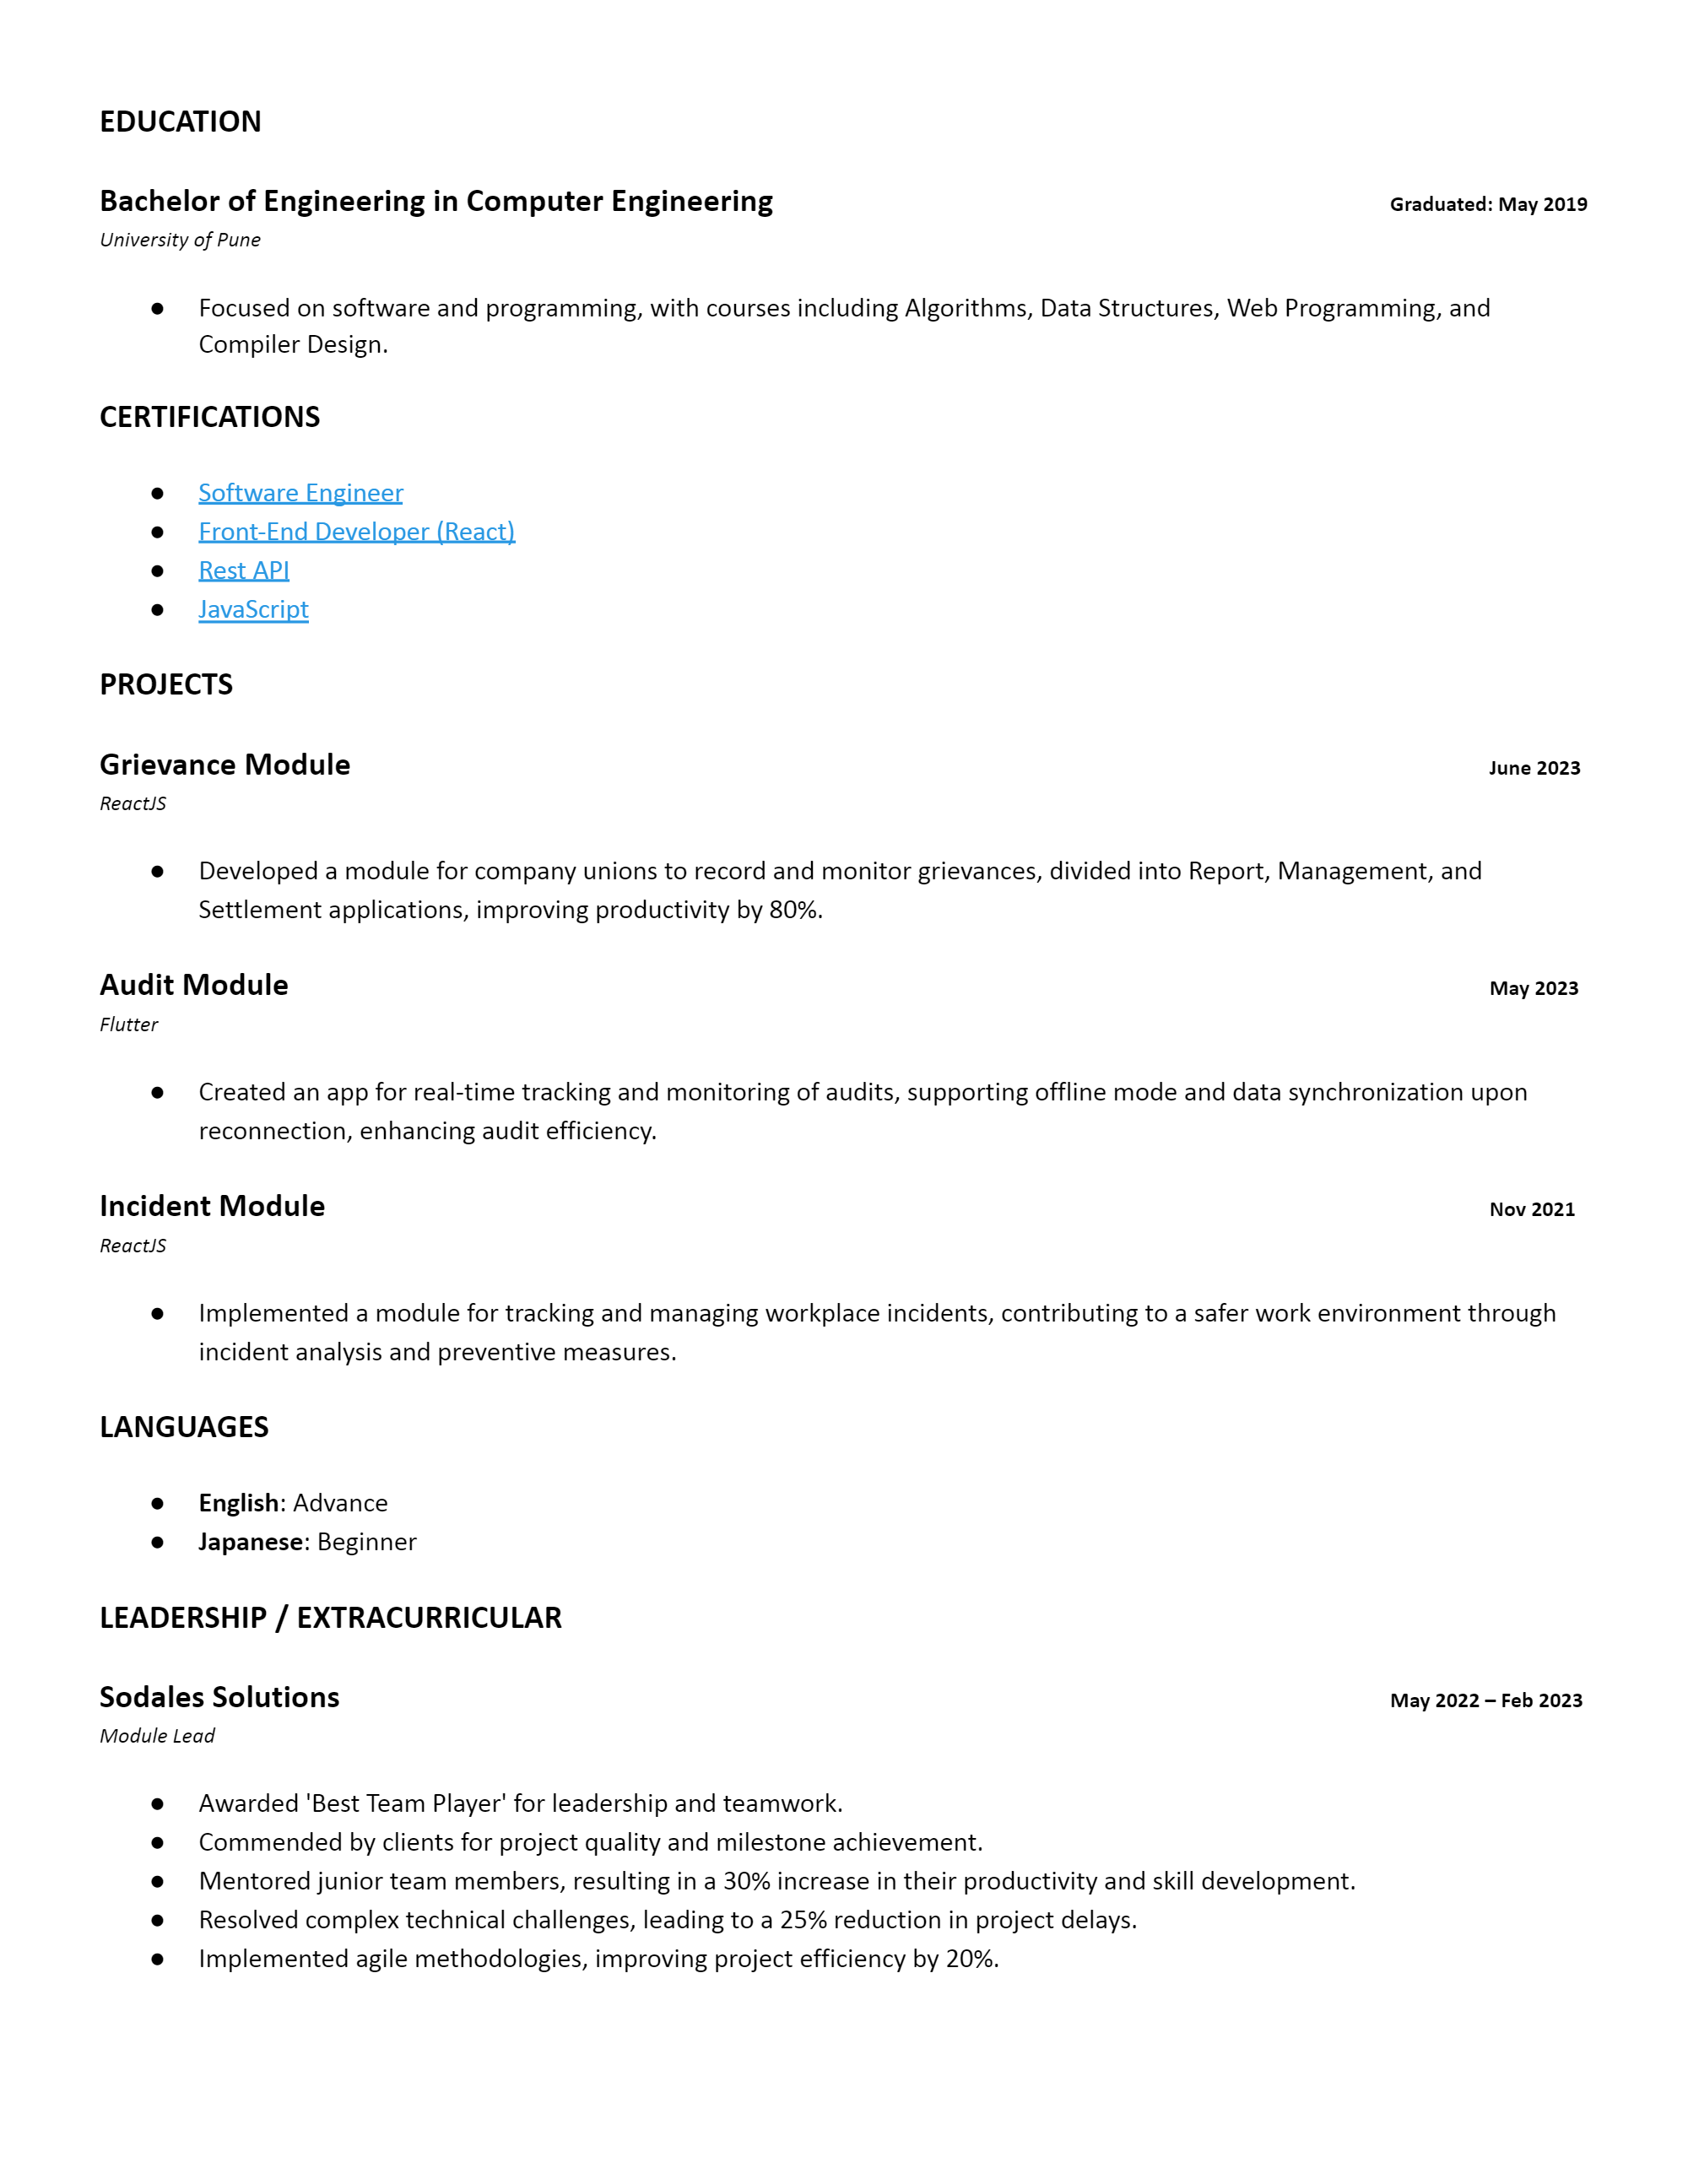 EDUCATION
Bachelor of Engineering in Computer Engineering Graduated: May 2019
University of Pune
● Focused on software and programming, with courses including Algorithms, Data Structures, Web Programming, and
Compiler Design.
CERTIFICATIONS
● Software Engineer
● Front-End Developer (React)
● Rest API
● JavaScript
PROJECTS
Grievance Module June 2023
ReactJS
● Developed a module for company unions to record and monitor grievances, divided into Report, Management, and
Settlement applications, improving productivity by 80%.
Audit Module May 2023
Flutter
● Created an app for real-time tracking and monitoring of audits, supporting offline mode and data synchronization upon
reconnection, enhancing audit efficiency.
Incident Module Nov 2021
ReactJS
● Implemented a module for tracking and managing workplace incidents, contributing to a safer work environment through
incident analysis and preventive measures.
LANGUAGES
● English: Advance
● Japanese: Beginner
LEADERSHIP / EXTRACURRICULAR
Sodales Solutions May 2022 – Feb 2023
Module Lead
● Awarded 'Best Team Player' for leadership and teamwork.
● Commended by clients for project quality and milestone achievement.
● Mentored junior team members, resulting in a 30% increase in their productivity and skill development.
● Resolved complex technical challenges, leading to a 25% reduction in project delays.
● Implemented agile methodologies, improving project efficiency by 20%.